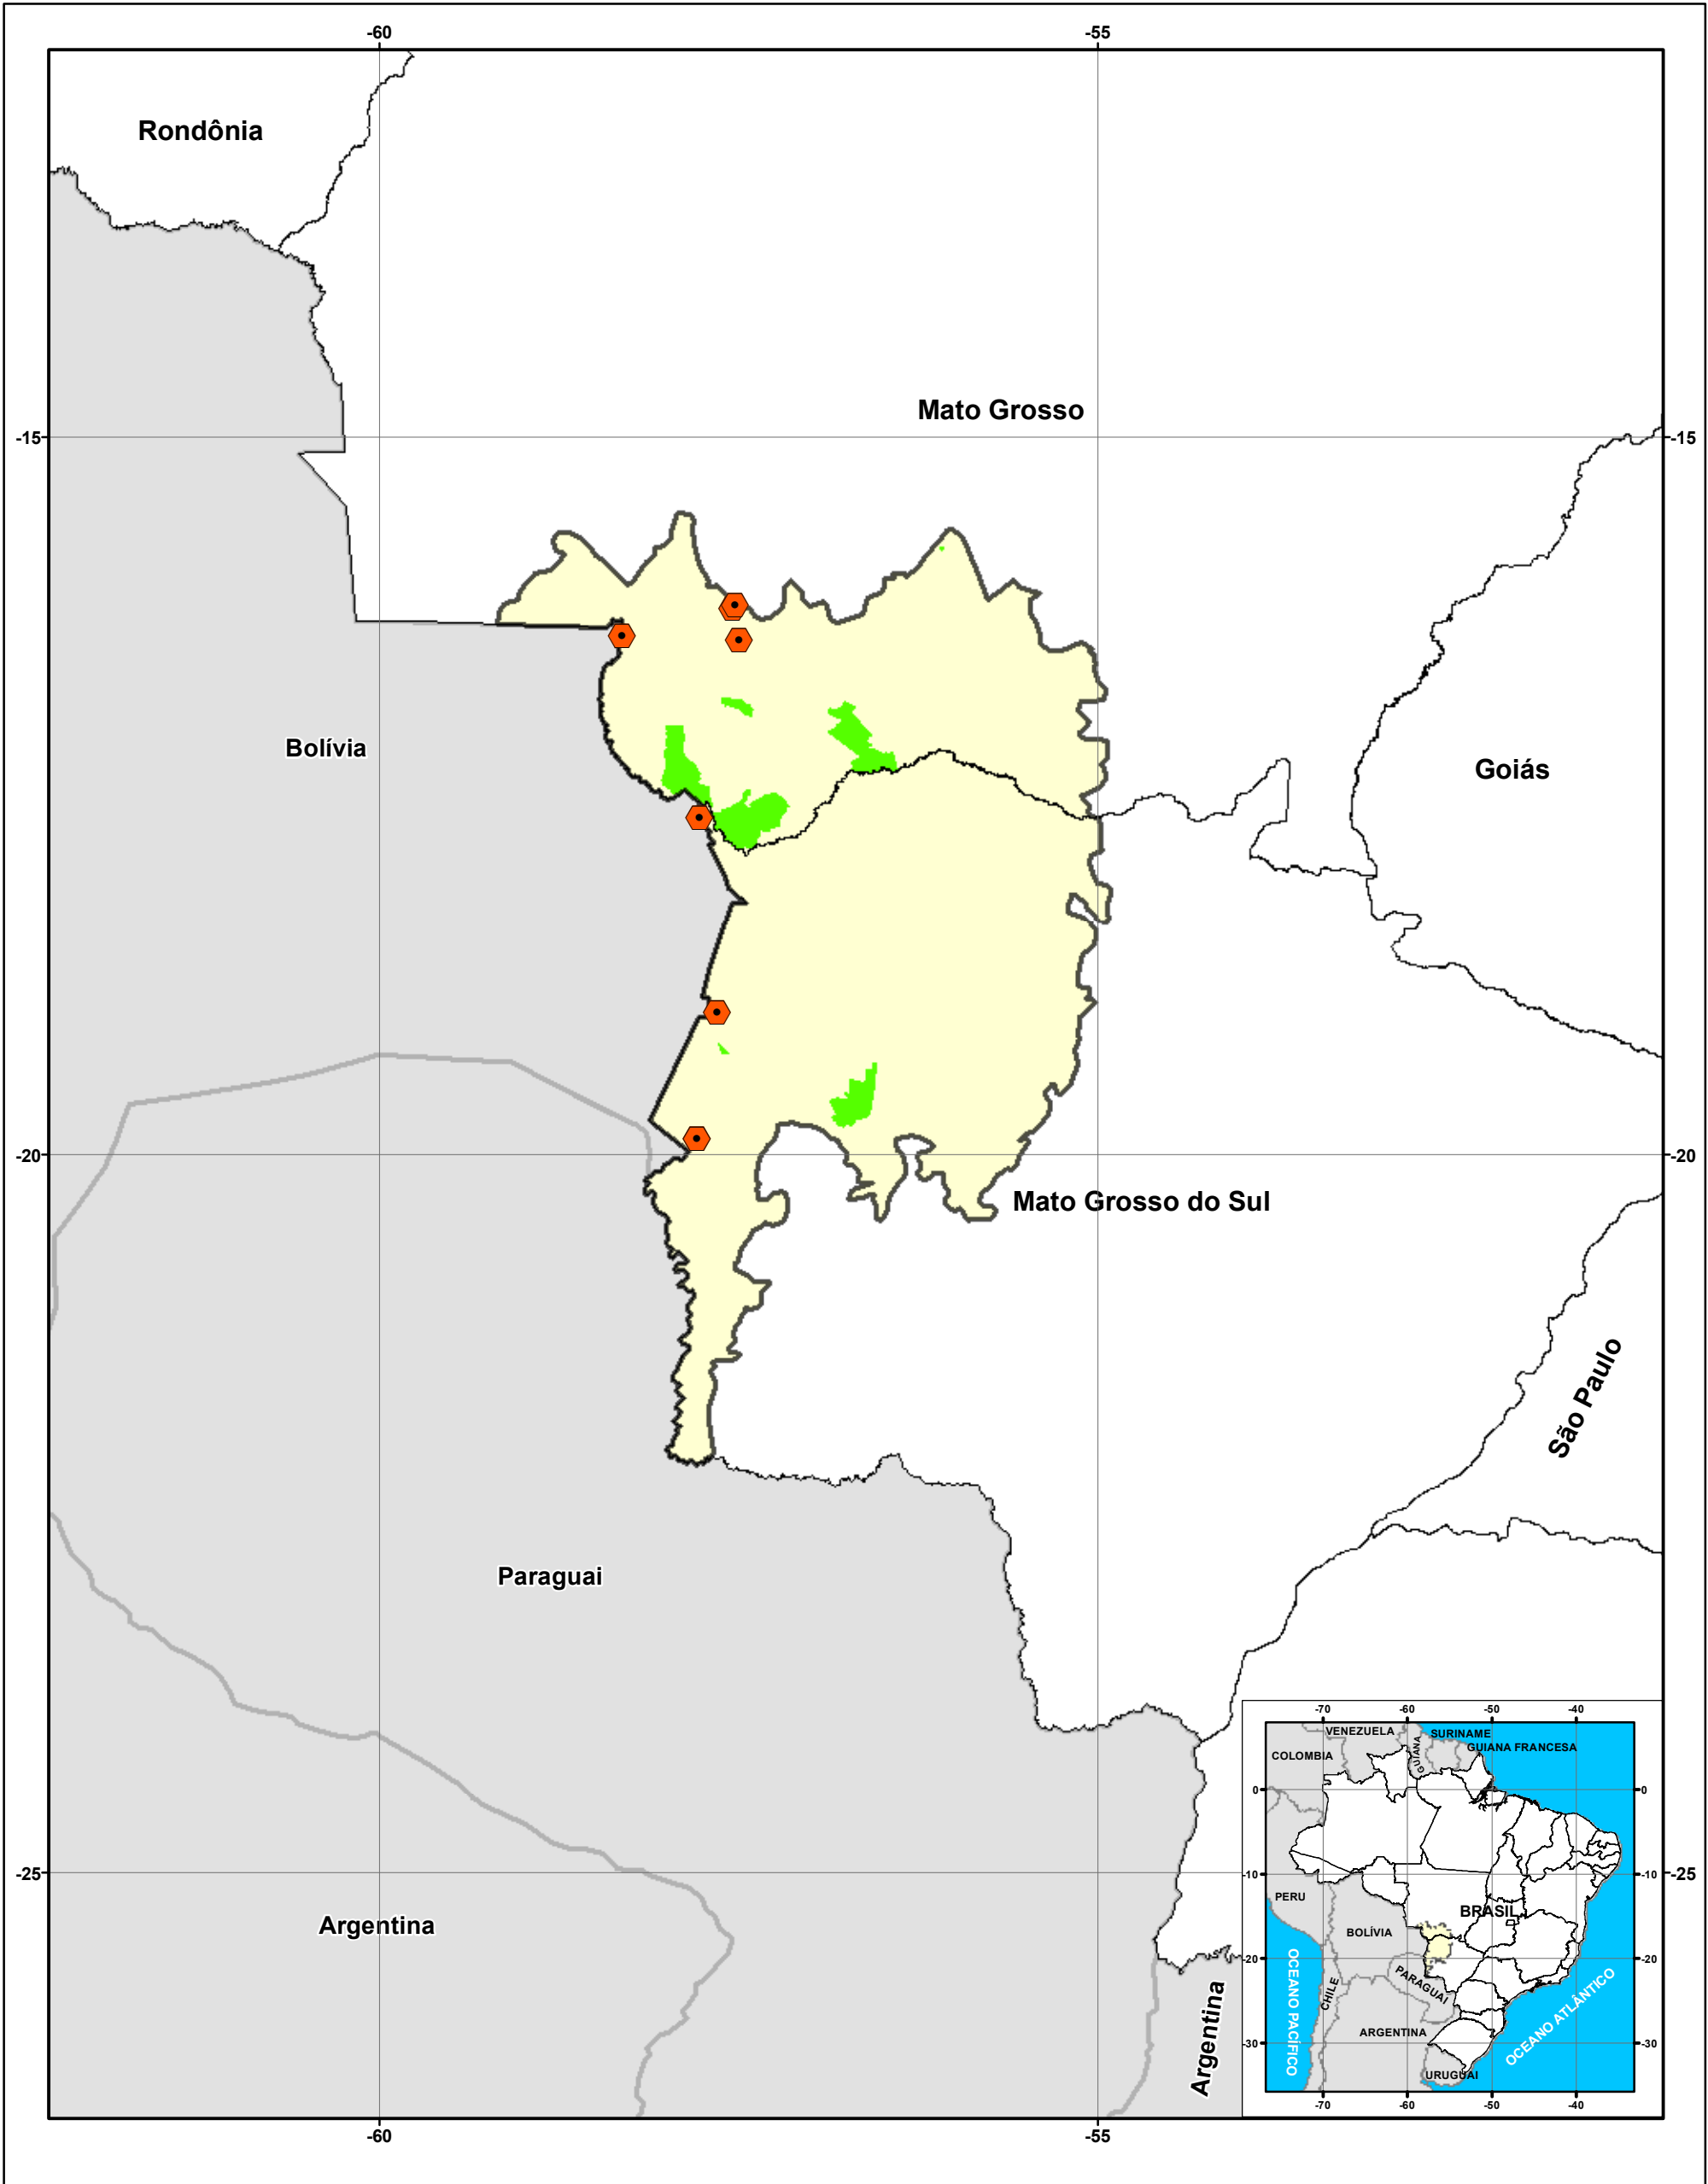 -60
-55
Rondônia
Mato Grosso
-15
-15
Bolívia
Goiás
-20
-20
Mato Grosso do Sul
São Paulo
Paraguai
-25
-25
Argentina
Argentina
-60
-55
-70
-60
-50
-40
VENEZUELA
SURINAME
GUIANA
GUIANA FRANCESA
COLOMBIA
0
0
-10
-10
PERU
BRASIL
BOLÍVIA
-20
-20
PARAGUAÍ
CHILE
OCEANO PACÍFICO
OCEANO ATLÂNTICO
ARGENTINA
-30
-30
URUGUAI
-70
-60
-50
-40